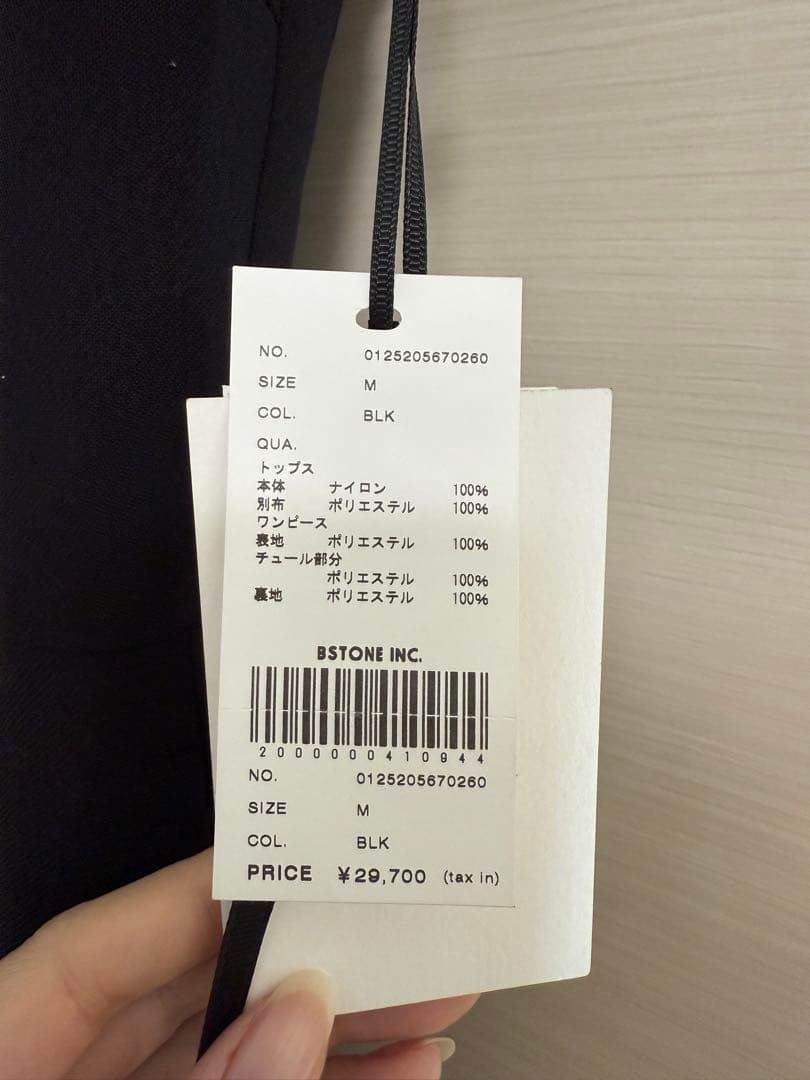 NO. 0125205670260
SIZE M
COL. BLK
QUA.
トップス
本体 ナイロン 100%
別布 ポリエステル 100%
ワンピース
表地 ポリエステル 100%
チュール部分
ポリエステル 100%
裏地 ポリエステル 100%
BSTONE INC.
2000000410944
NO. 0125205670260
SIZE M
COL. BLK
PRICE ¥29,700 (tax in)